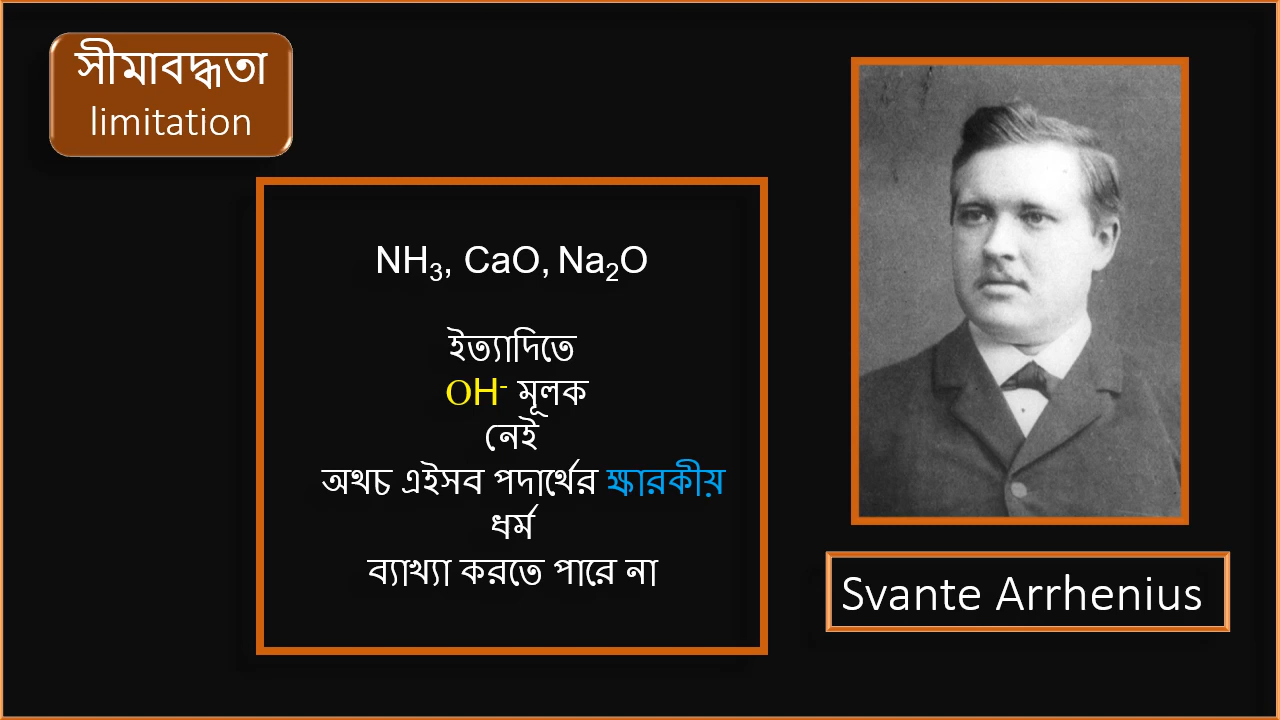 সীমাবদ্ধতা
limitation
NH₃, CaO, Na₂O
ইত্যাদিতে
OH⁻ মূলক
নেই
অথচ এইসব পদার্থের ক্ষারকীয়
ধর্ম
ব্যাখ্যা করতে পারে না
Svante Arrhenius